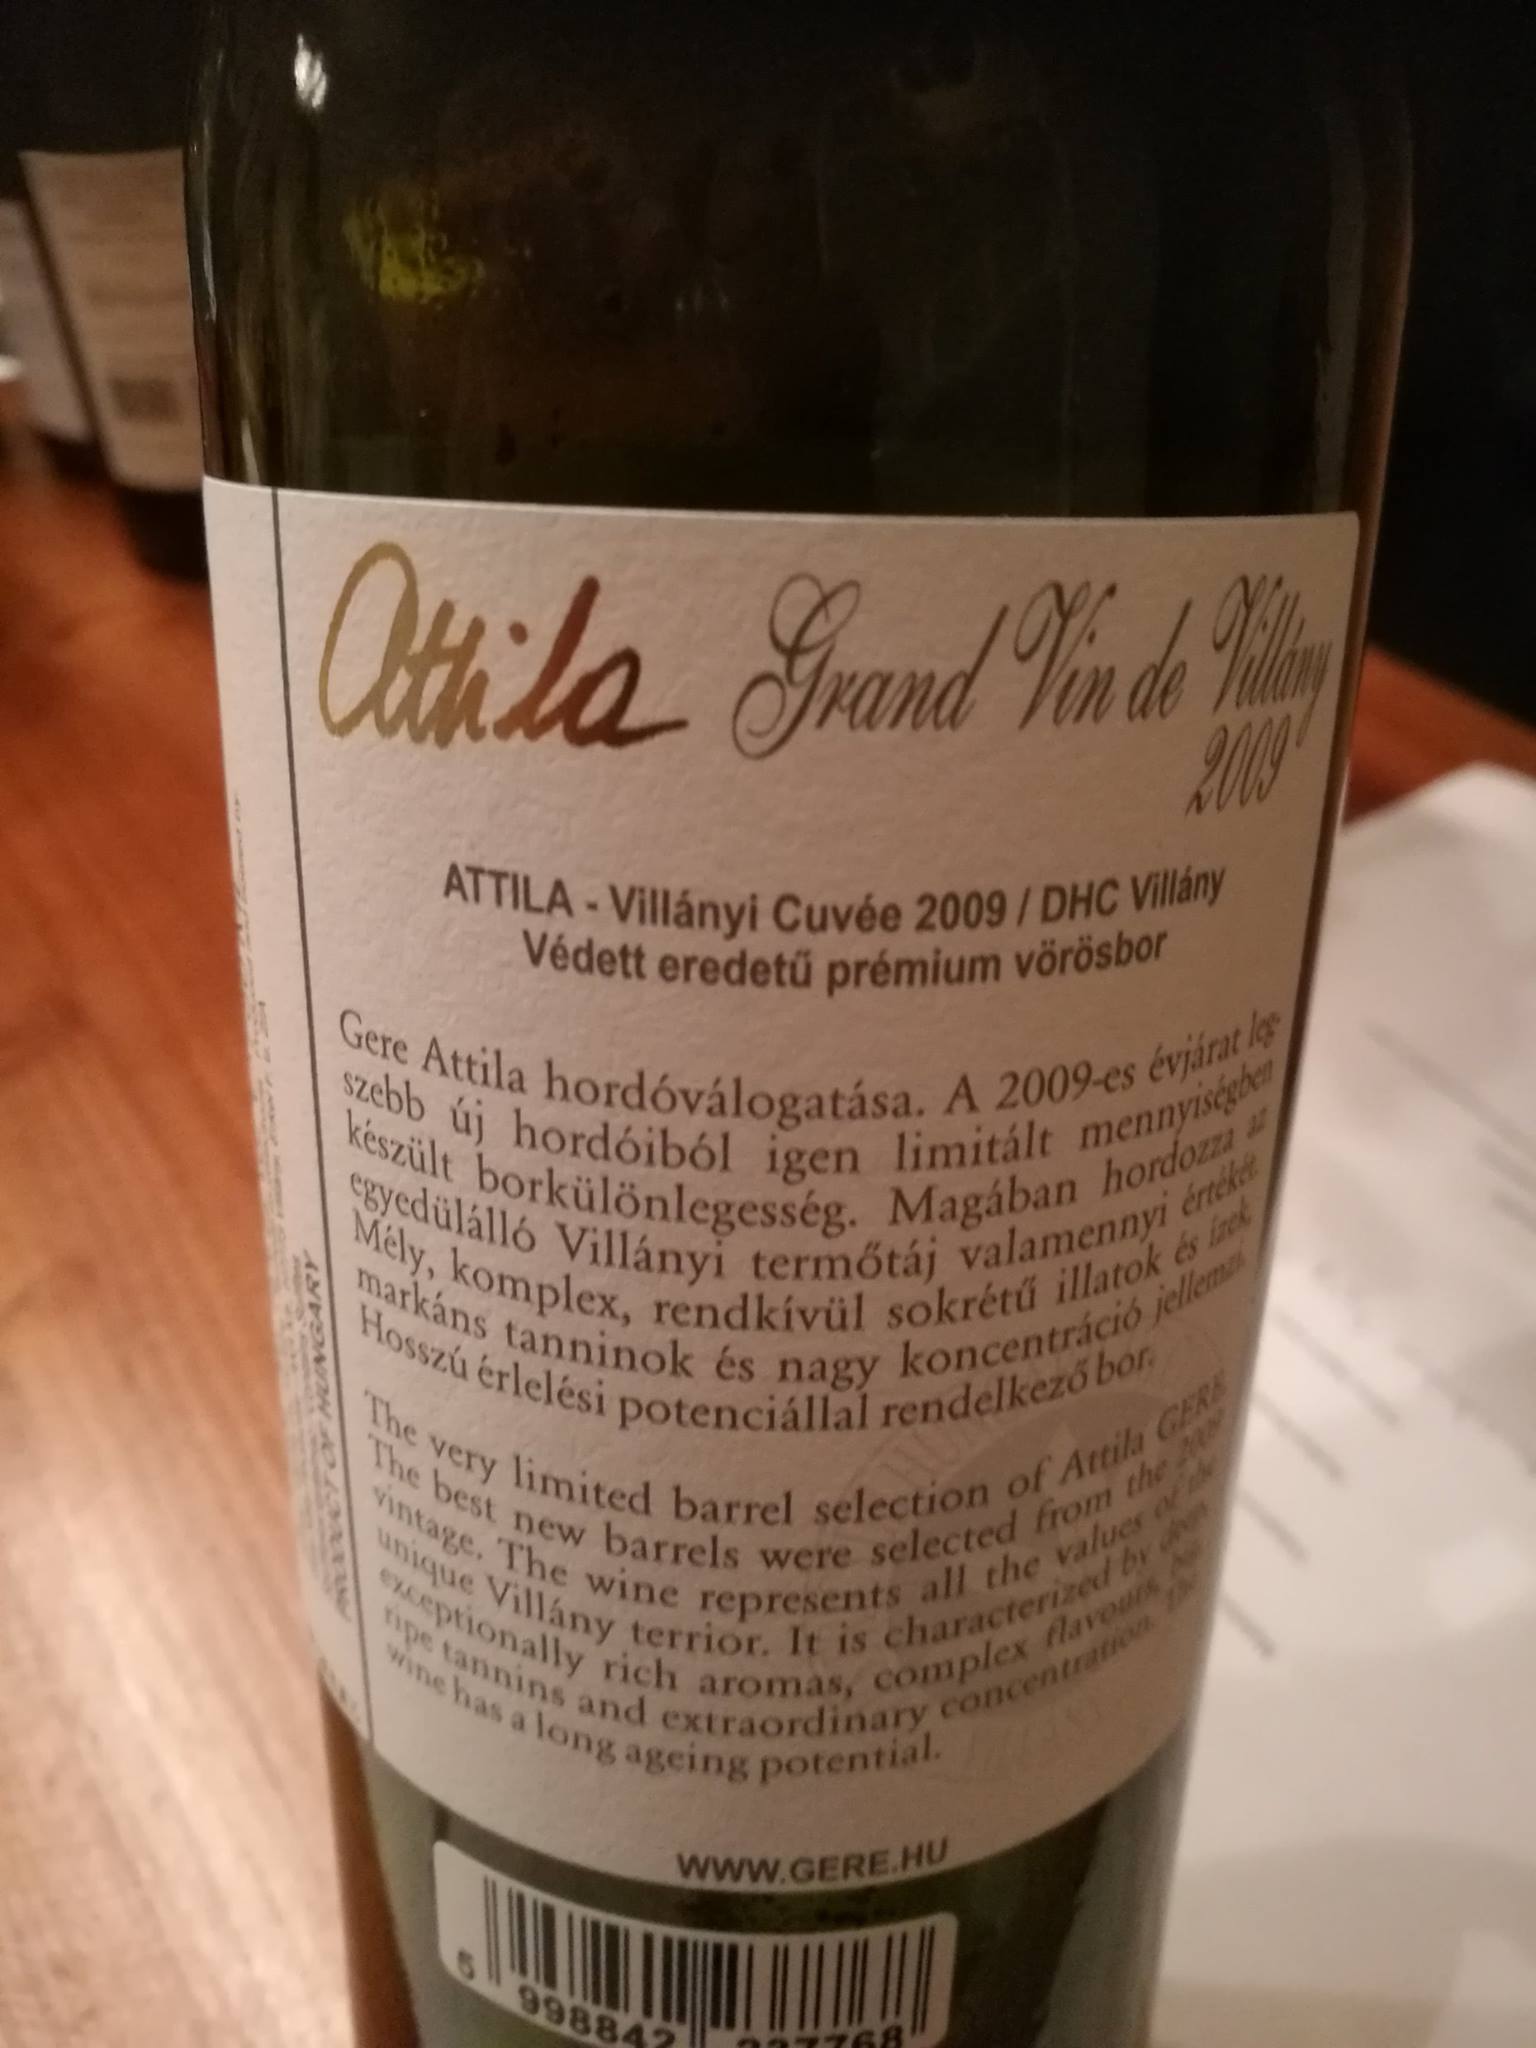 Attila Grand Vin de Villány
2009
ATTILA - Villányi Cuvée 2009 / DHC Villány
Védett eredetű prémium vörösbor
Gere Attila hordóválogatása. A 2009-es évjárat leg-
szebb új hordóiból igen limitált mennyiségben
készült borkülönlegesség. Magában hordozza az
egyedülálló Villányi termőtáj valamennyi értékét.
Mély, komplex, rendkívül sokrétű illatok és ízek,
markáns tanninok és nagy koncentráció jellemzi.
Hosszú érlelési potenciállal rendelkező bor.
The very limited barrel selection of Attila GERE.
The best new barrels were selected from the 2009
vintage. The wine represents all the values of the
unique Villány terrior. It is characterized by deep,
exceptionally rich aromas, complex flavours, big,
ripe tannins and extraordinary concentration. The
wine has a long ageing potential.
WWW.GERE.HU
5 998842
HUNGARY